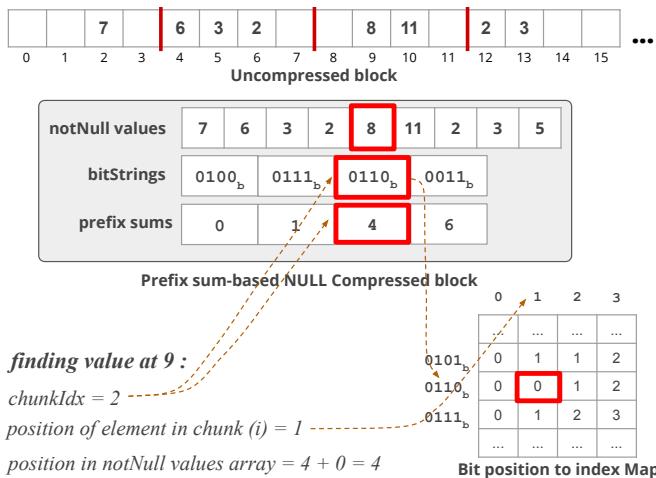 7 6 3 2 8 11 2 3 ...
0 1 2 3 4 5 6 7 8 9 10 11 12 13 14 15
Uncompressed block
notNull values 7 6 3 2 8 11 2 3 5
bitStrings 0100b 0111b 0110b 0011b
prefix sums 0 1 4 6
Prefix sum-based NULL Compressed block
0 1 2 3
... ... ... ...
0101b 0 1 1 2
0110b 0 0 1 2
0111b 0 1 2 3
... ... ... ...
Bit position to index Map
finding value at 9 :
chunkIdx = 2
position of element in chunk (i) = 1
position in notNull values array = 4 + 0 = 4